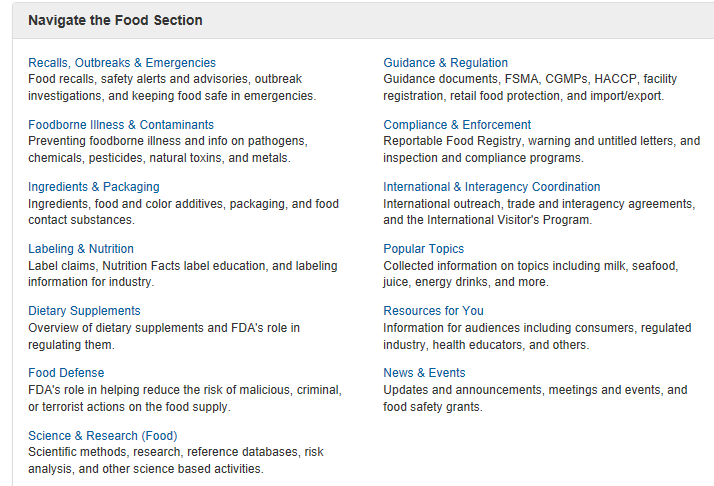 Navigate the Food Section
Recalls, Outbreaks & Emergencies
Food recalls, safety alerts and advisories, outbreak
investigations, and keeping food safe in emergencies.
Foodborne Illness & Contaminants
Preventing foodborne illness and info on pathogens,
chemicals, pesticides, natural toxins, and metals.
Ingredients & Packaging
Ingredients, food and color additives, packaging, and food
contact substances.
Labeling & Nutrition
Label claims, Nutrition Facts label education, and labeling
information for industry.
Dietary Supplements
Overview of dietary supplements and FDA's role in
regulating them.
Food Defense
FDA's role in helping reduce the risk of malicious, criminal,
or terrorist actions on the food supply.
Science & Research (Food)
Scientific methods, research, reference databases, risk
analysis, and other science based activities.
Guidance & Regulation
Guidance documents, FSMA, CGMPs, HACCP, facility
registration, retail food protection, and import/export.
Compliance & Enforcement
Reportable Food Registry, warning and untitled letters, and
inspection and compliance programs.
International & Interagency Coordination
International outreach, trade and interagency agreements,
and the International Visitor's Program.
Popular Topics
Collected information on topics including milk, seafood,
juice, energy drinks, and more.
Resources for You
Information for audiences including consumers, regulated
industry, health educators, and others.
News & Events
Updates and announcements, meetings and events, and
food safety grants.